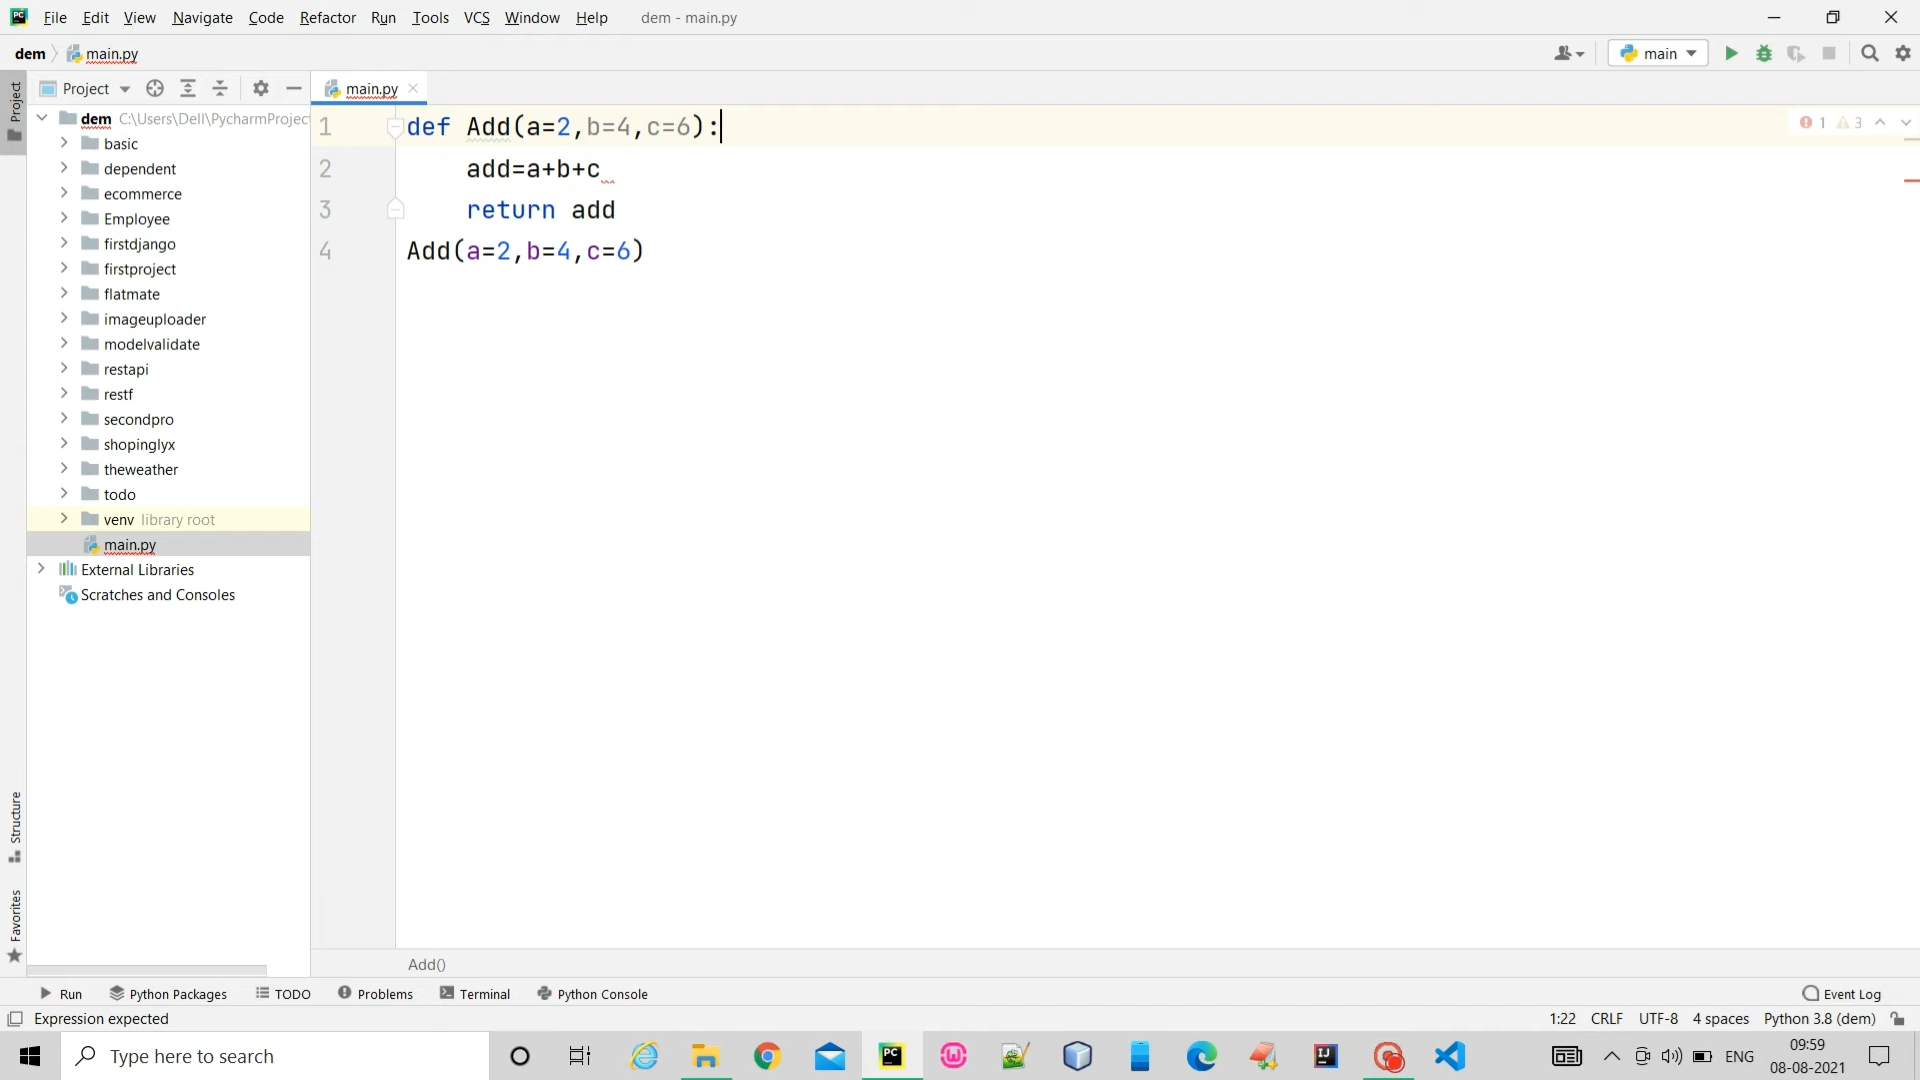 File Edit View Navigate Code Refactor Run Tools VCS Window Help dem - main.py
dem main.py
main
Project
Project
main.py
dem C:\Users\Dell\PycharmProjec
basic
dependent
ecommerce
Employee
firstdjango
firstproject
flatmate
imageuploader
modelvalidate
restapi
restf
secondpro
shopinglyx
theweather
todo
venv library root
main.py
External Libraries
Scratches and Consoles
1 def Add(a=2,b=4,c=6):
2 add=a+b+c
3 return add
4 Add(a=2,b=4,c=6)
1 3
Structure
Favorites
Add()
Run Python Packages TODO Problems Terminal Python Console Event Log
Expression expected 1:22 CRLF UTF-8 4 spaces Python 3.8 (dem)
Type here to search
ENG
09:59
08-08-2021